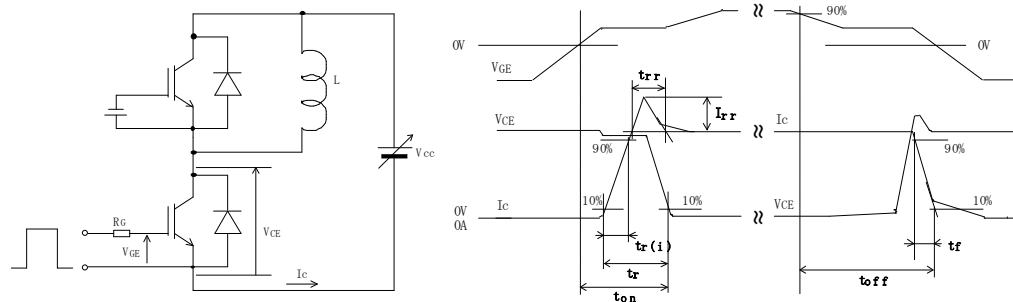 L
Vcc
RG
VGE
VCE
Ic
0V
VGE
90%
0V
trr
Irr
VCE
Ic
90%
90%
10%
10%
Ic
VCE
10%
0V
0A
tr(i)
tr
ton
tf
toff